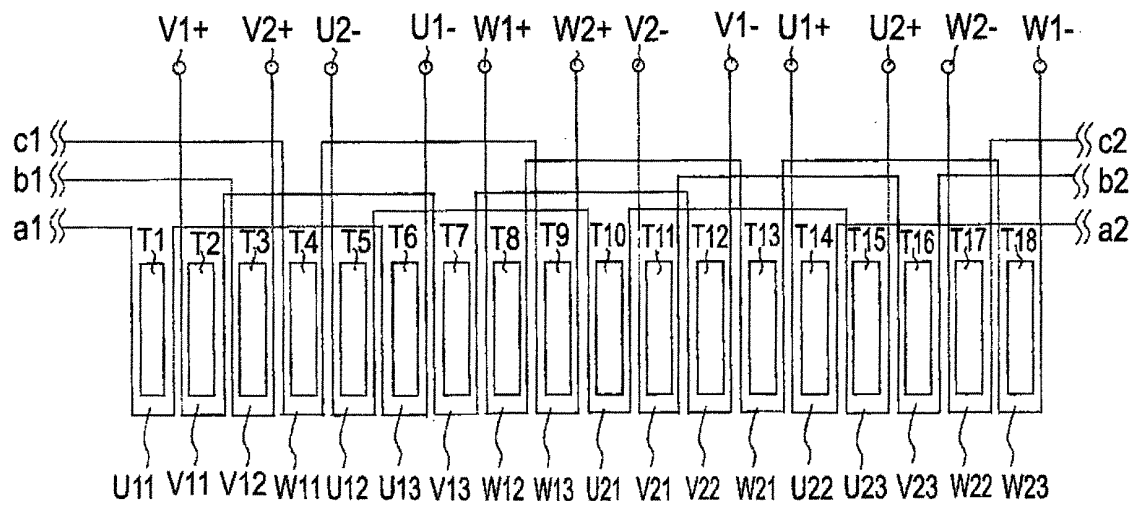 V1+ V2+ U2- U1- W1+ W2+ V2- V1- U1+ U2+ W2- W1-
c1 c2
b1 b2
a1 a2
T1 T2 T3 T4 T5 T6 T7 T8 T9 T10 T11 T12 T13 T14 T15 T16 T17 T18
U11 V11 V12 W11 U12 U13 V13 W12 W13 U21 V21 V22 W21 U22 U23 V23 W22 W23